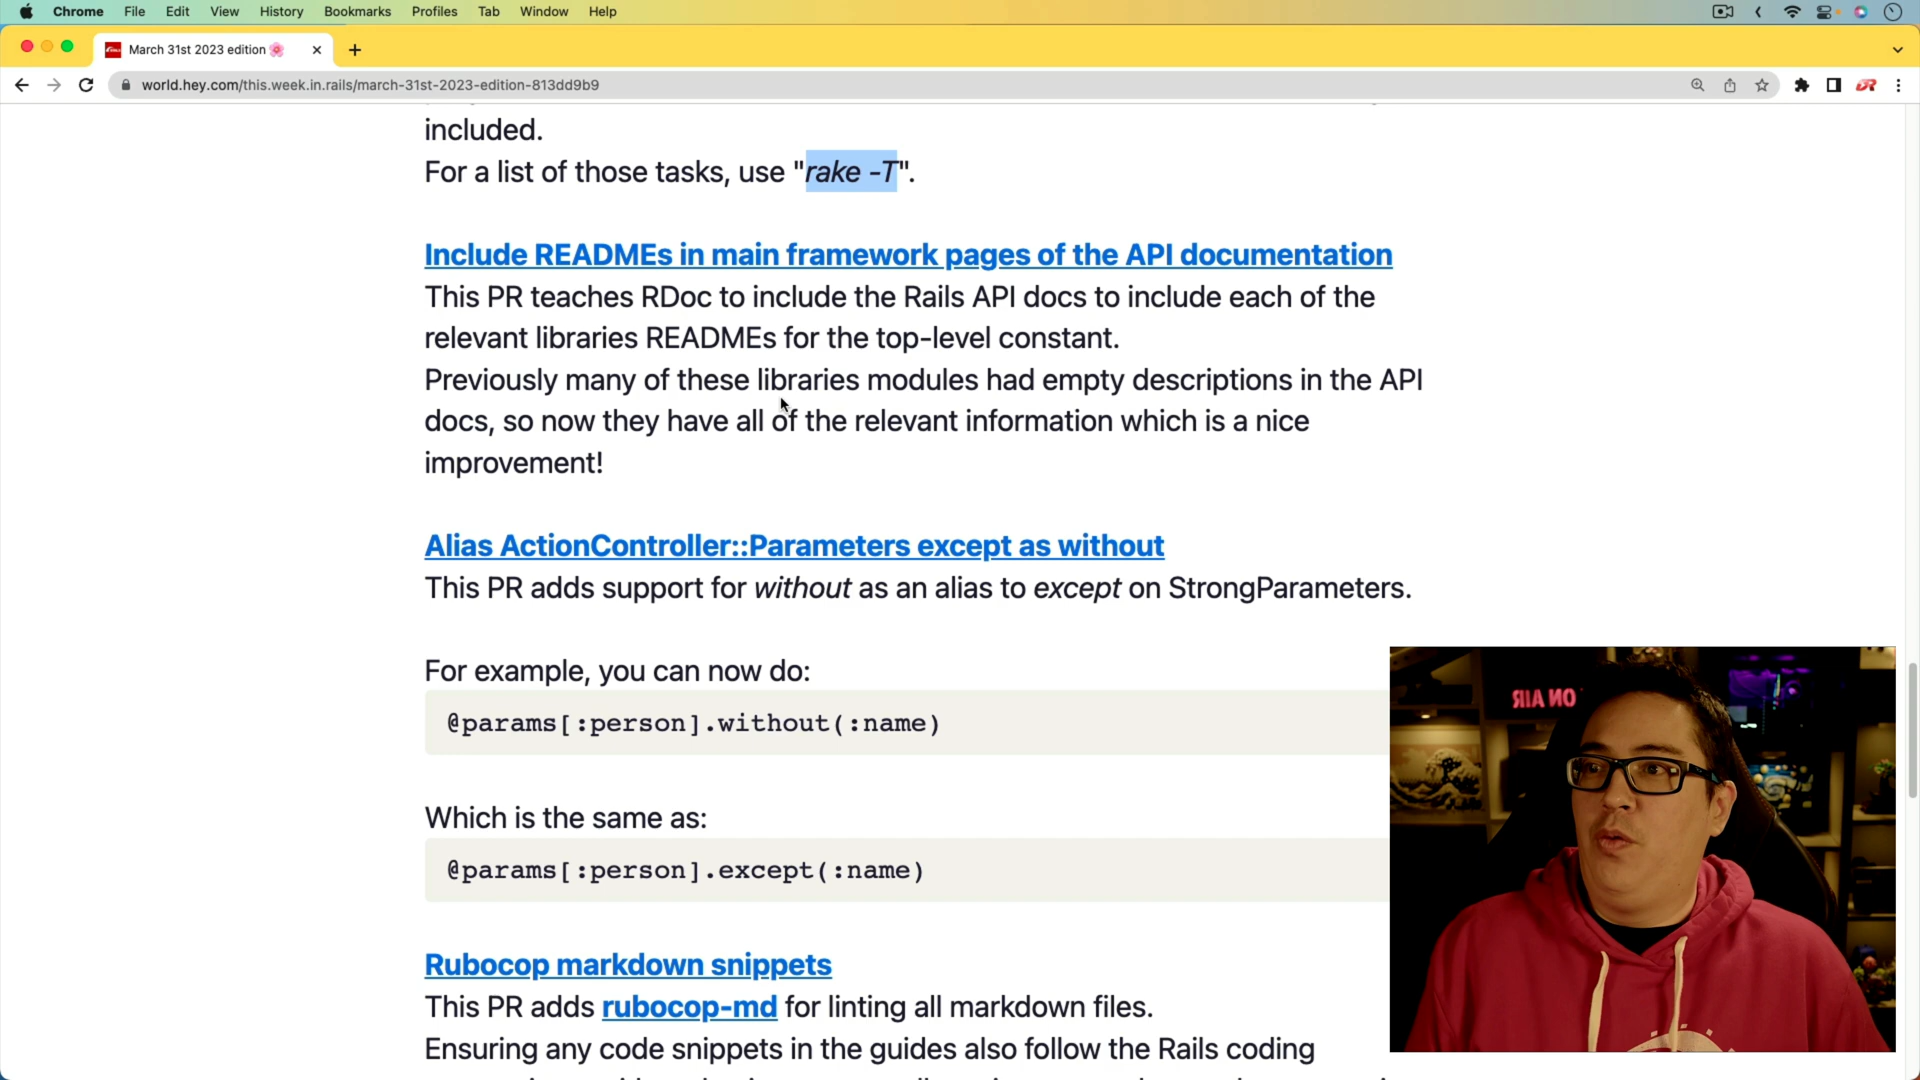 Chrome File Edit View History Bookmarks Profiles Tab Window Help
March 31st 2023 edition 🌸
world.hey.com/this.week.in.rails/march-31st-2023-edition-813dd9b9
included.
For a list of those tasks, use "rake -T".
Include READMEs in main framework pages of the API documentation
This PR teaches RDoc to include the Rails API docs to include each of the
relevant libraries READMEs for the top-level constant.
Previously many of these libraries modules had empty descriptions in the API
docs, so now they have all of the relevant information which is a nice
improvement!
Alias ActionController::Parameters except as without
This PR adds support for without as an alias to except on StrongParameters.
For example, you can now do:
@params[:person].without(:name)
Which is the same as:
@params[:person].except(:name)
ON AIR
Rubocop markdown snippets
This PR adds rubocop-md for linting all markdown files.
Ensuring any code snippets in the guides also follow the Rails coding